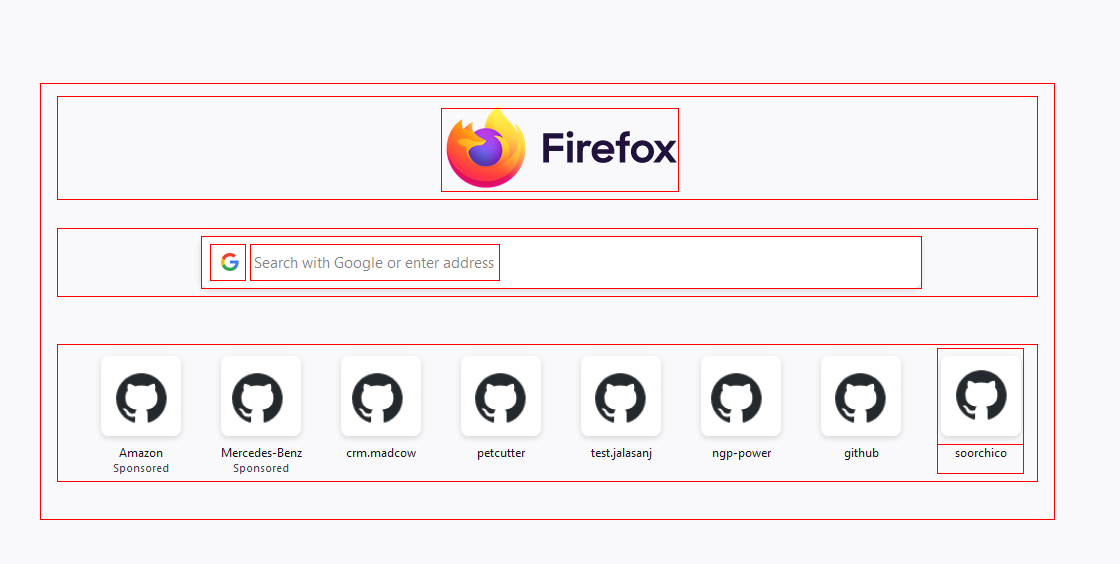 Firefox
Search with Google or enter address
Amazon
Sponsored
Mercedes-Benz
Sponsored
crm.madcow
petcutter
test.jalasanj
ngp-power
github
soorchico